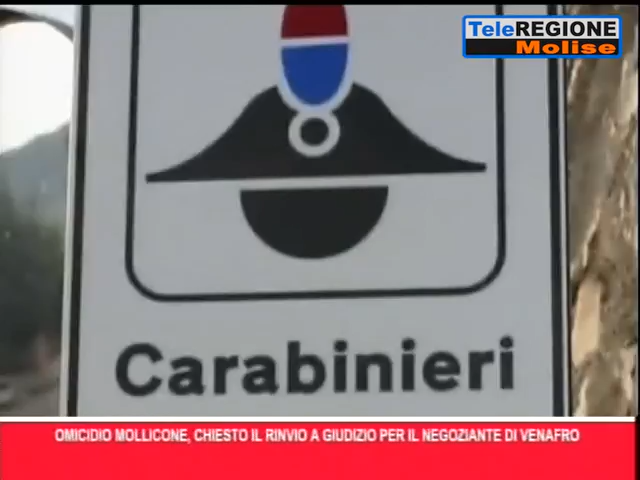 TeleREGIONE
Molise
Carabinieri
OMICIDIO MOLLICONE, CHIESTO IL RINVIO A GIUDIZIO PER IL NEGOZIANTE DI VENAFRO